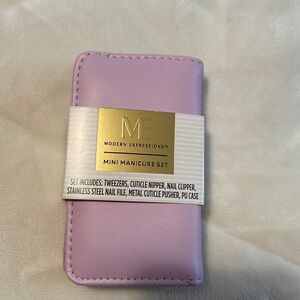 ME
MODERN EXPRESSIONS™
MINI MANICURE SET
SET INCLUDES: TWEEZERS, CUTICLE NIPPER, NAIL CLIPPER,
STAINLESS STEEL NAIL FILE, METAL CUTICLE PUSHER, PU CASE